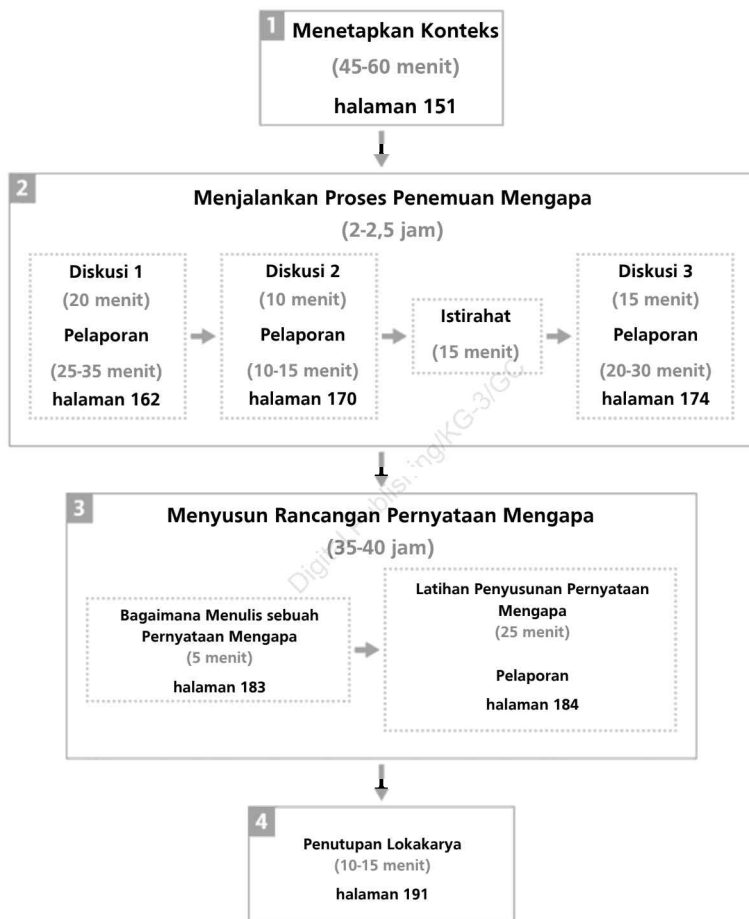 1 Menetapkan Konteks
(45-60 menit)
halaman 151
2
Menjalankan Proses Penemuan Mengapa
(2-2,5 jam)
Diskusi 1
(20 menit)
Pelaporan
(25-35 menit)
halaman 162
Diskusi 2
(10 menit)
Pelaporan
(10-15 menit)
halaman 170
Istirahat
(15 menit)
Diskusi 3
(15 menit)
Pelaporan
(20-30 menit)
halaman 174
3
Menyusun Rancangan Pernyataan Mengapa
(35-40 jam)
Bagaimana Menulis sebuah
Pernyataan Mengapa
(5 menit)
halaman 183
Latihan Penyusunan Pernyataan
Mengapa
(25 menit)
Pelaporan
halaman 184
4
Penutupan Lokakarya
(10-15 menit)
halaman 191
/KG-3/GC